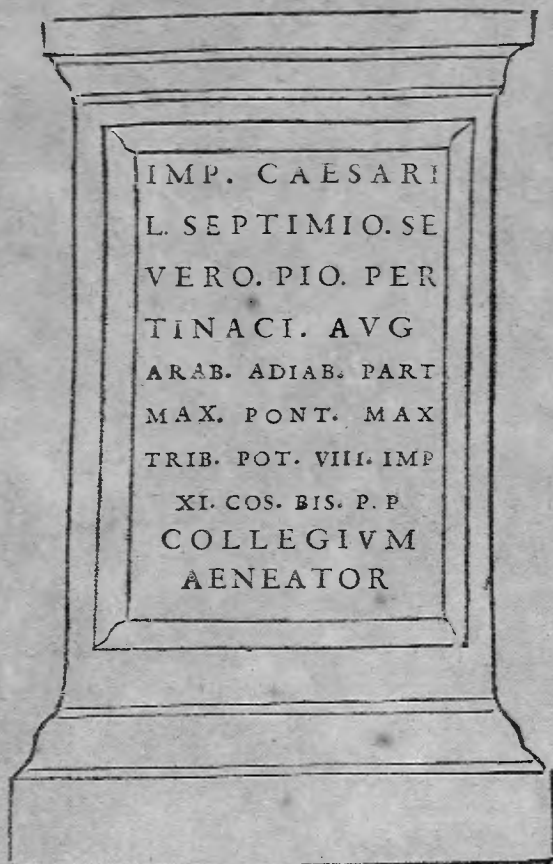 IMP. CAESARI
L. SEPTIMIO. SE
VERO. PIO. PER
TINACI. AVG
ARAB. ADIAB. PART
MAX. PONT. MAX
TRIB. POT. VIII. IMP
XI. COS. BIS. P. P
COLLEGIVM
AENEATOR